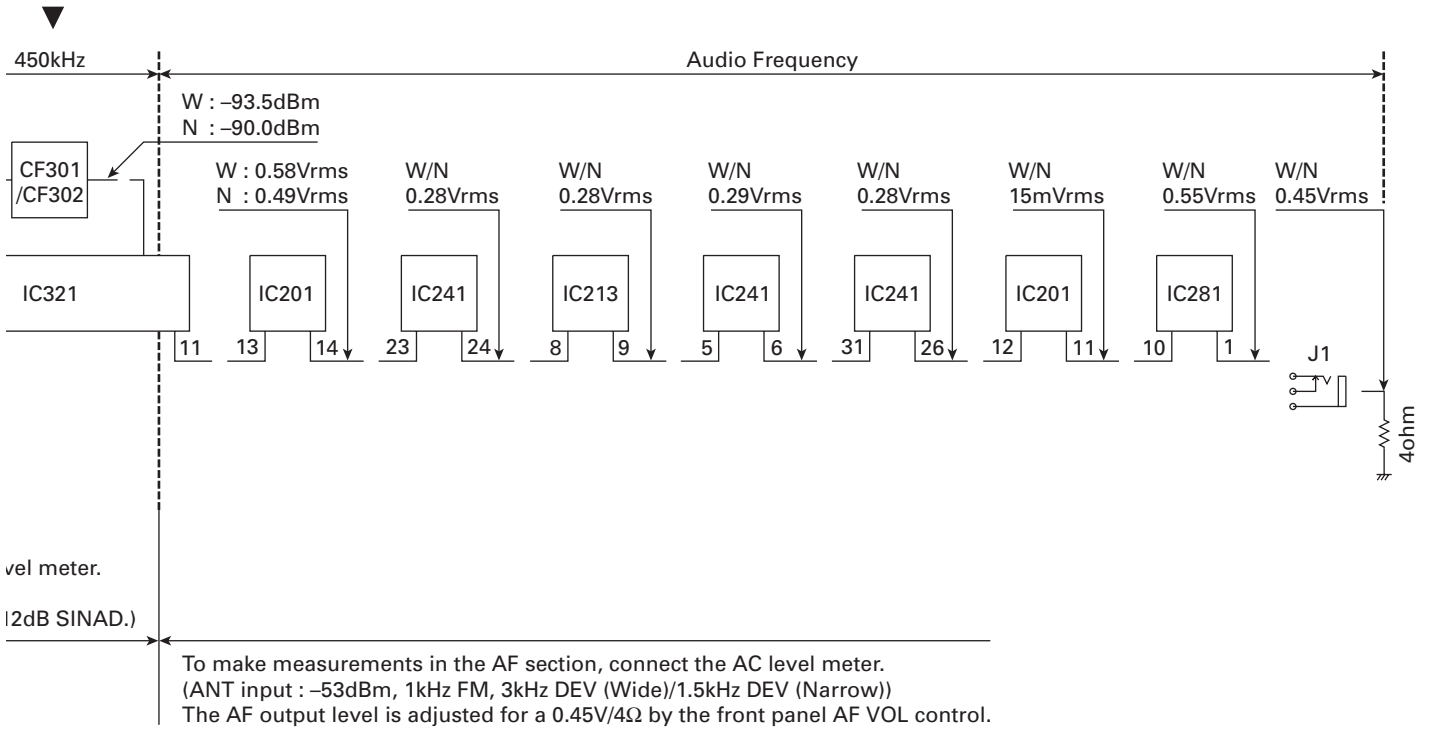 450kHz
Audio Frequency
W : –93.5dBm
N : –90.0dBm
CF301
/CF302
W : 0.58Vrms
N : 0.49Vrms
W/N
0.28Vrms
W/N
0.28Vrms
W/N
0.29Vrms
W/N
0.28Vrms
W/N
15mVrms
W/N
0.55Vrms
W/N
0.45Vrms
IC321
IC201
IC241
IC213
IC241
IC241
IC201
IC281
11
13
14
23
24
8
9
5
6
31
26
12
11
10
1
J1
4ohm
vel meter.
12dB SINAD.)
To make measurements in the AF section, connect the AC level meter.
(ANT input : –53dBm, 1kHz FM, 3kHz DEV (Wide)/1.5kHz DEV (Narrow))
The AF output level is adjusted for a 0.45V/4Ω by the front panel AF VOL control.